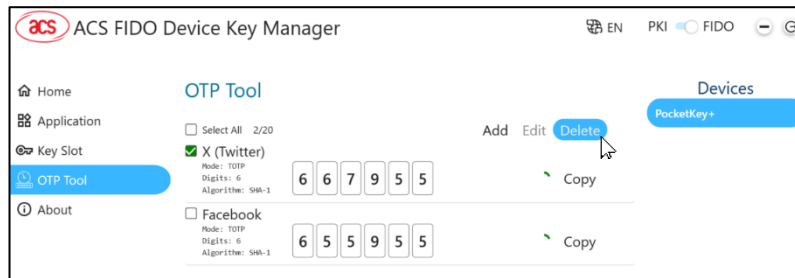 acs ACS FIDO Device Key Manager
EN PKI FIDO
Home
Application
Key Slot
OTP Tool
About
OTP Tool
Select All 2/20
Add Edit Delete
X (Twitter)
Mode: TOTP
Digits: 6
Algorithm: SHA-1
6 6 7 9 5 5
Copy
Facebook
Mode: TOTP
Digits: 6
Algorithm: SHA-1
6 5 5 9 5 5
Copy
Devices
PocketKey+